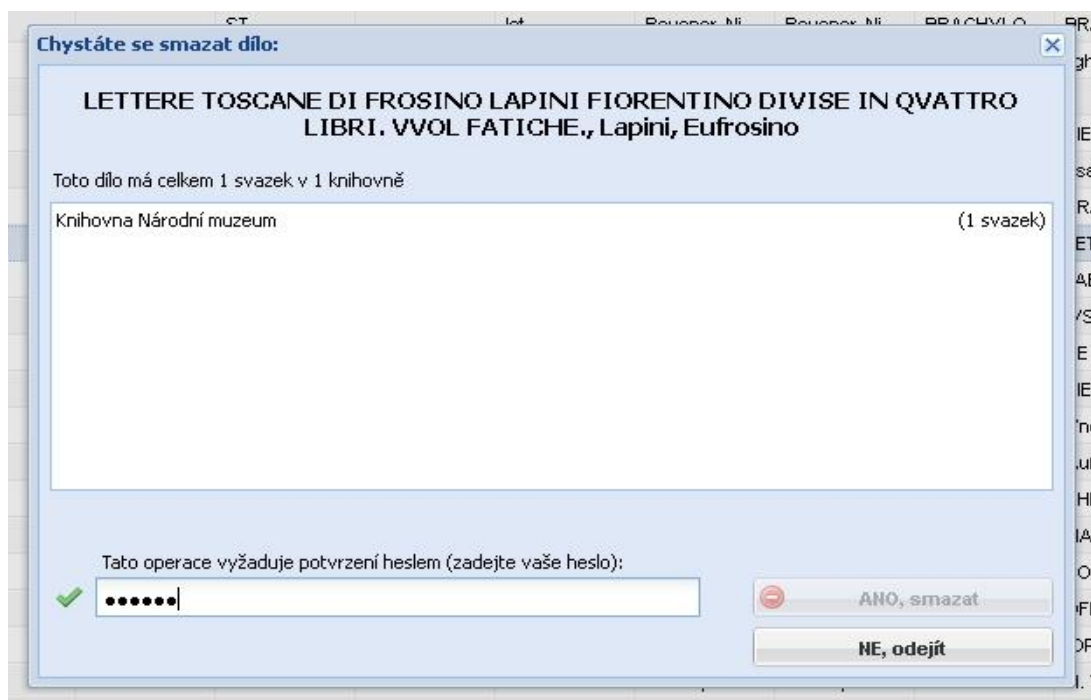 Chystáte se smazat dílo:
LETTERE TOSCANE DI FROSINO LAPINI FIORENTINO DIVISE IN QVATTRO
LIBRI. VVOL FATICHE., Lapini, Eufrosino
Toto dílo má celkem 1 svazek v 1 knihovně
Knihovna Národní muzeum (1 svazek)
Tato operace vyžaduje potvrzení heslem (zadejte vaše heslo):
••••••
ANO, smazat
NE, odejít